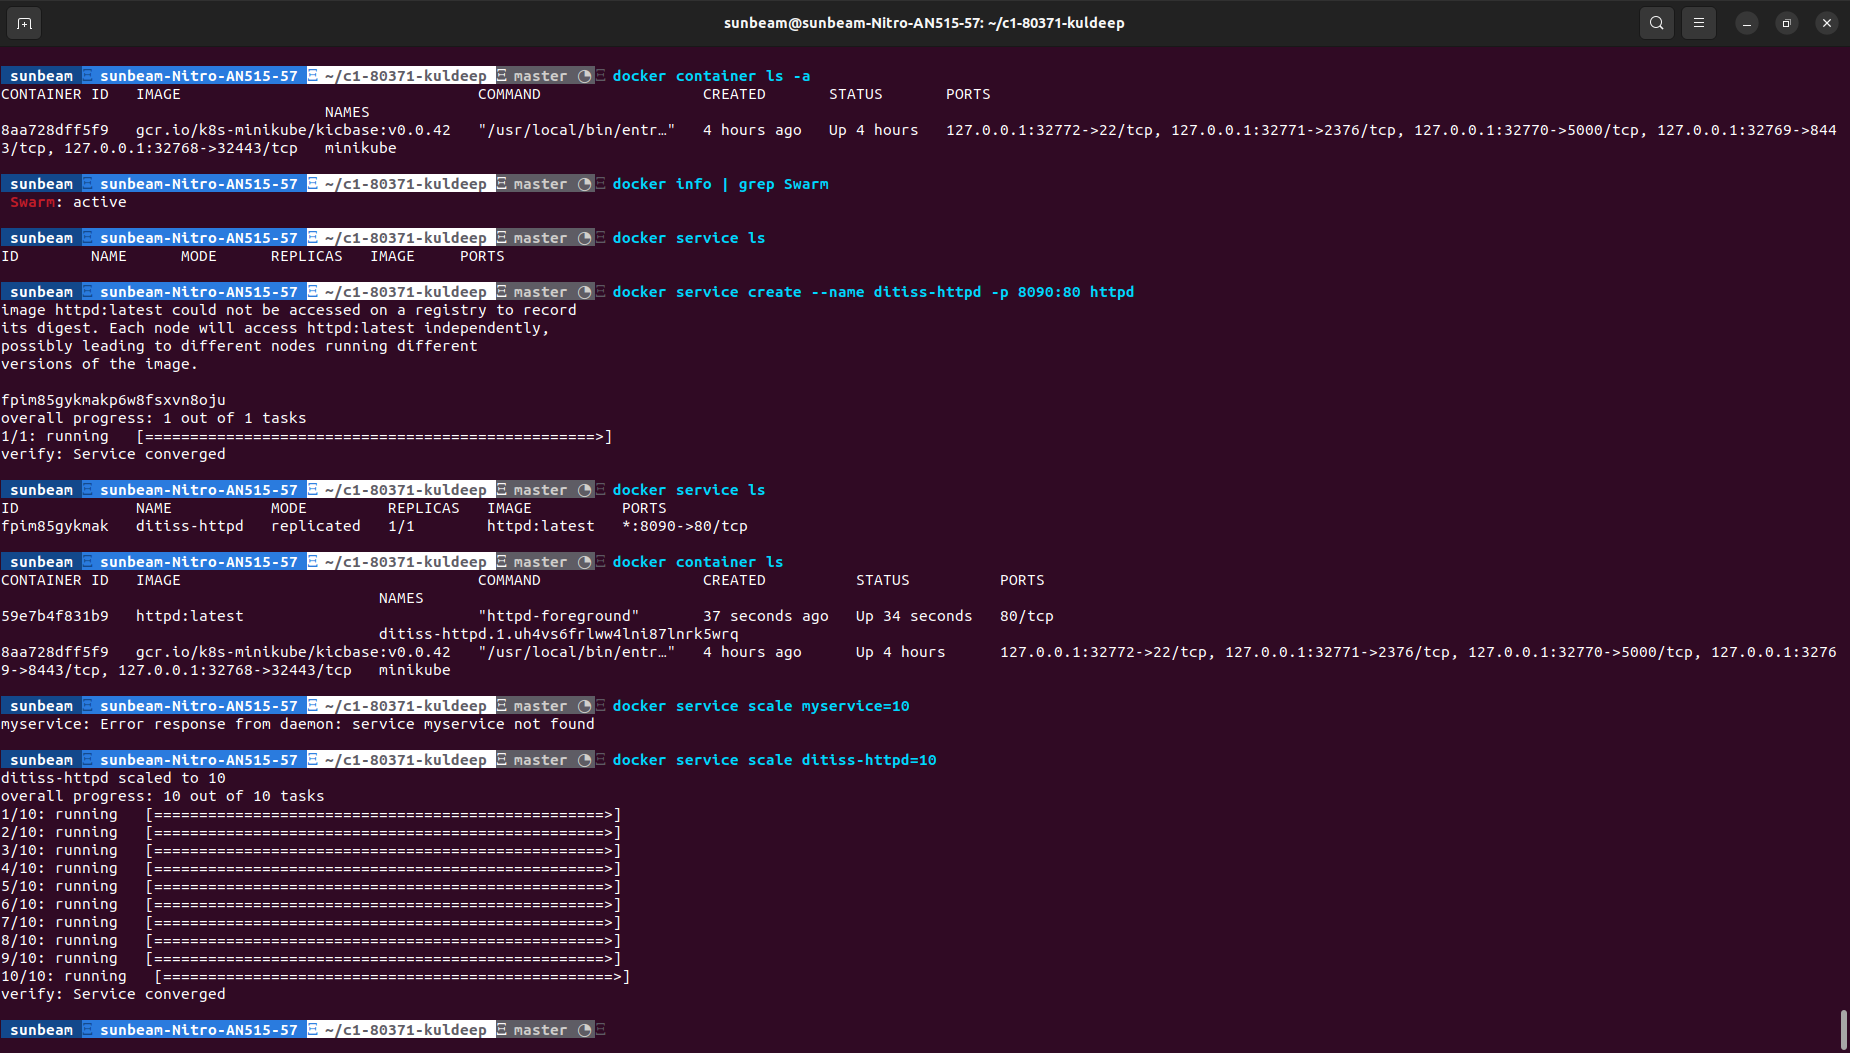 sunbeam@sunbeam-Nitro-AN515-57: ~/c1-80371-kuldeep
sunbeam sunbeam-Nitro-AN515-57 ~/c1-80371-kuldeep master docker container ls -a
CONTAINER ID   IMAGE                                 COMMAND                  CREATED       STATUS       PORTS
                                    NAMES
8aa728dff5f9   gcr.io/k8s-minikube/kicbase:v0.0.42   "/usr/local/bin/entr…"   4 hours ago   Up 4 hours   127.0.0.1:32772->22/tcp, 127.0.0.1:32771->2376/tcp, 127.0.0.1:32770->5000/tcp, 127.0.0.1:32769->844
3/tcp, 127.0.0.1:32768->32443/tcp   minikube
sunbeam sunbeam-Nitro-AN515-57 ~/c1-80371-kuldeep master docker info | grep Swarm
 Swarm: active
sunbeam sunbeam-Nitro-AN515-57 ~/c1-80371-kuldeep master docker service ls
ID        NAME      MODE      REPLICAS   IMAGE     PORTS
sunbeam sunbeam-Nitro-AN515-57 ~/c1-80371-kuldeep master docker service create --name ditiss-httpd -p 8090:80 httpd
image httpd:latest could not be accessed on a registry to record
its digest. Each node will access httpd:latest independently,
possibly leading to different nodes running different
versions of the image.
fpim85gykmakp6w8fsxvn8oju
overall progress: 1 out of 1 tasks
1/1: running   [==================================================>]
verify: Service converged
sunbeam sunbeam-Nitro-AN515-57 ~/c1-80371-kuldeep master docker service ls
ID             NAME           MODE         REPLICAS   IMAGE          PORTS
fpim85gykmak   ditiss-httpd   replicated   1/1        httpd:latest   *:8090->80/tcp
sunbeam sunbeam-Nitro-AN515-57 ~/c1-80371-kuldeep master docker container ls
CONTAINER ID   IMAGE                                 COMMAND                  CREATED          STATUS          PORTS
                                          NAMES
59e7b4f831b9   httpd:latest                          "httpd-foreground"       37 seconds ago   Up 34 seconds   80/tcp
                                          ditiss-httpd.1.uh4vs6frlww4lni87lnrk5wrq
8aa728dff5f9   gcr.io/k8s-minikube/kicbase:v0.0.42   "/usr/local/bin/entr…"   4 hours ago      Up 4 hours      127.0.0.1:32772->22/tcp, 127.0.0.1:32771->2376/tcp, 127.0.0.1:32770->5000/tcp, 127.0.0.1:3276
9->8443/tcp, 127.0.0.1:32768->32443/tcp   minikube
sunbeam sunbeam-Nitro-AN515-57 ~/c1-80371-kuldeep master docker service scale myservice=10
myservice: Error response from daemon: service myservice not found
sunbeam sunbeam-Nitro-AN515-57 ~/c1-80371-kuldeep master docker service scale ditiss-httpd=10
ditiss-httpd scaled to 10
overall progress: 10 out of 10 tasks
1/10: running   [==================================================>]
2/10: running   [==================================================>]
3/10: running   [==================================================>]
4/10: running   [==================================================>]
5/10: running   [==================================================>]
6/10: running   [==================================================>]
7/10: running   [==================================================>]
8/10: running   [==================================================>]
9/10: running   [==================================================>]
10/10: running   [==================================================>]
verify: Service converged
sunbeam sunbeam-Nitro-AN515-57 ~/c1-80371-kuldeep master